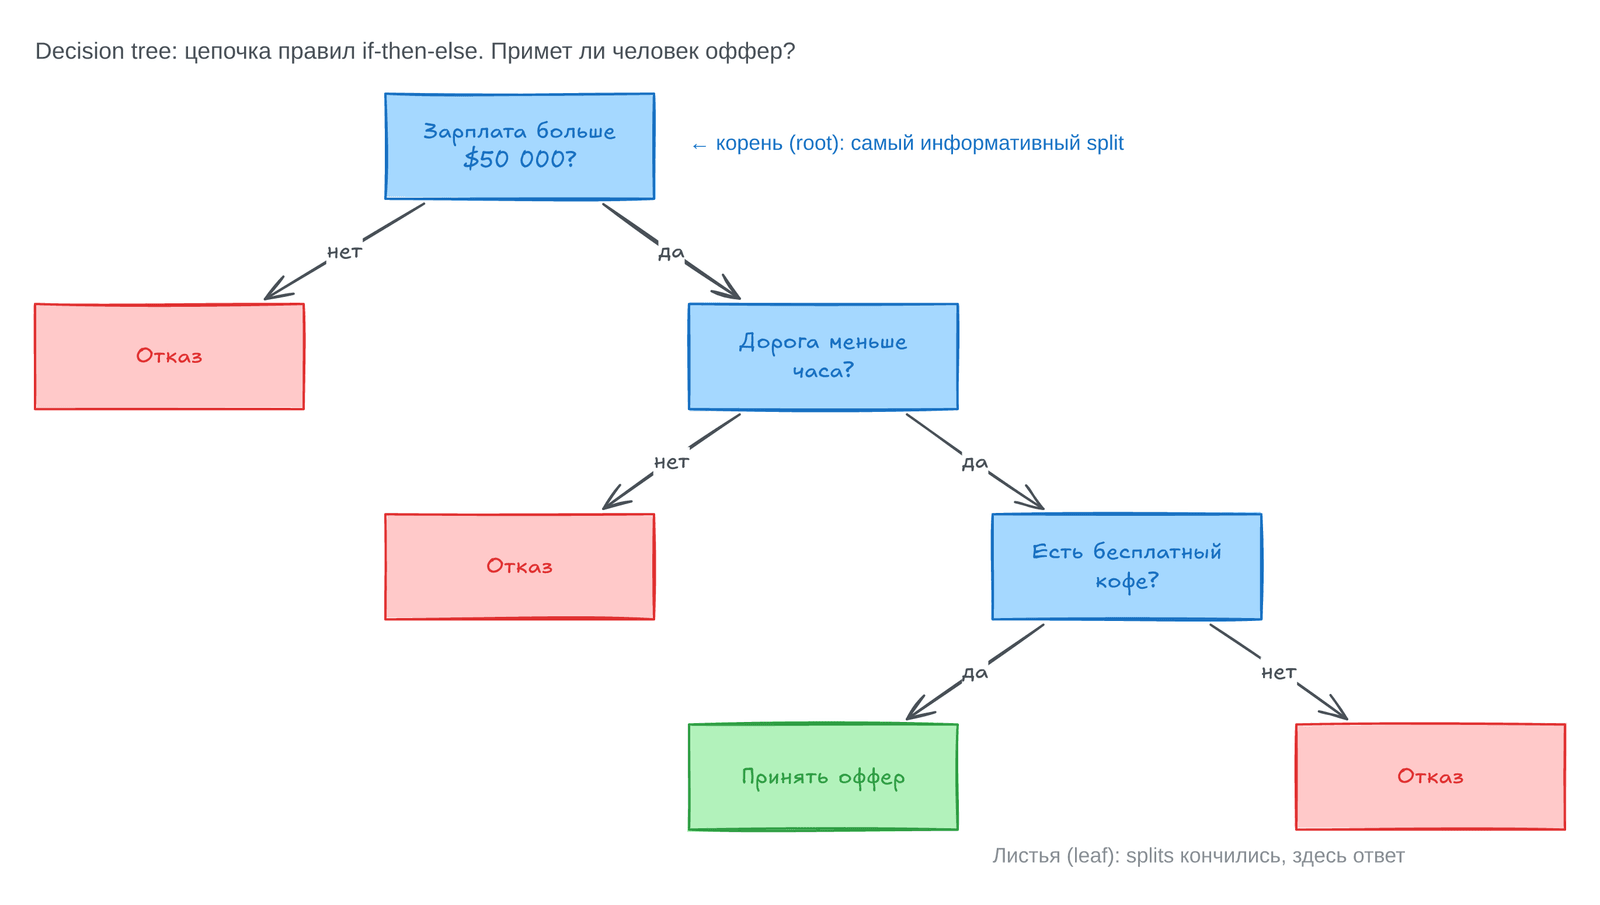 Decision tree: цепочка правил if-then-else. Примет ли человек оффер?
Зарплата больше
$50 000?
← корень (root): самый информативный split
нет
да
Отказ
Дорога меньше
часа?
нет
да
Отказ
Есть бесплатный
кофе?
да
нет
Принять оффер
Отказ
Листья (leaf): splits кончились, здесь ответ